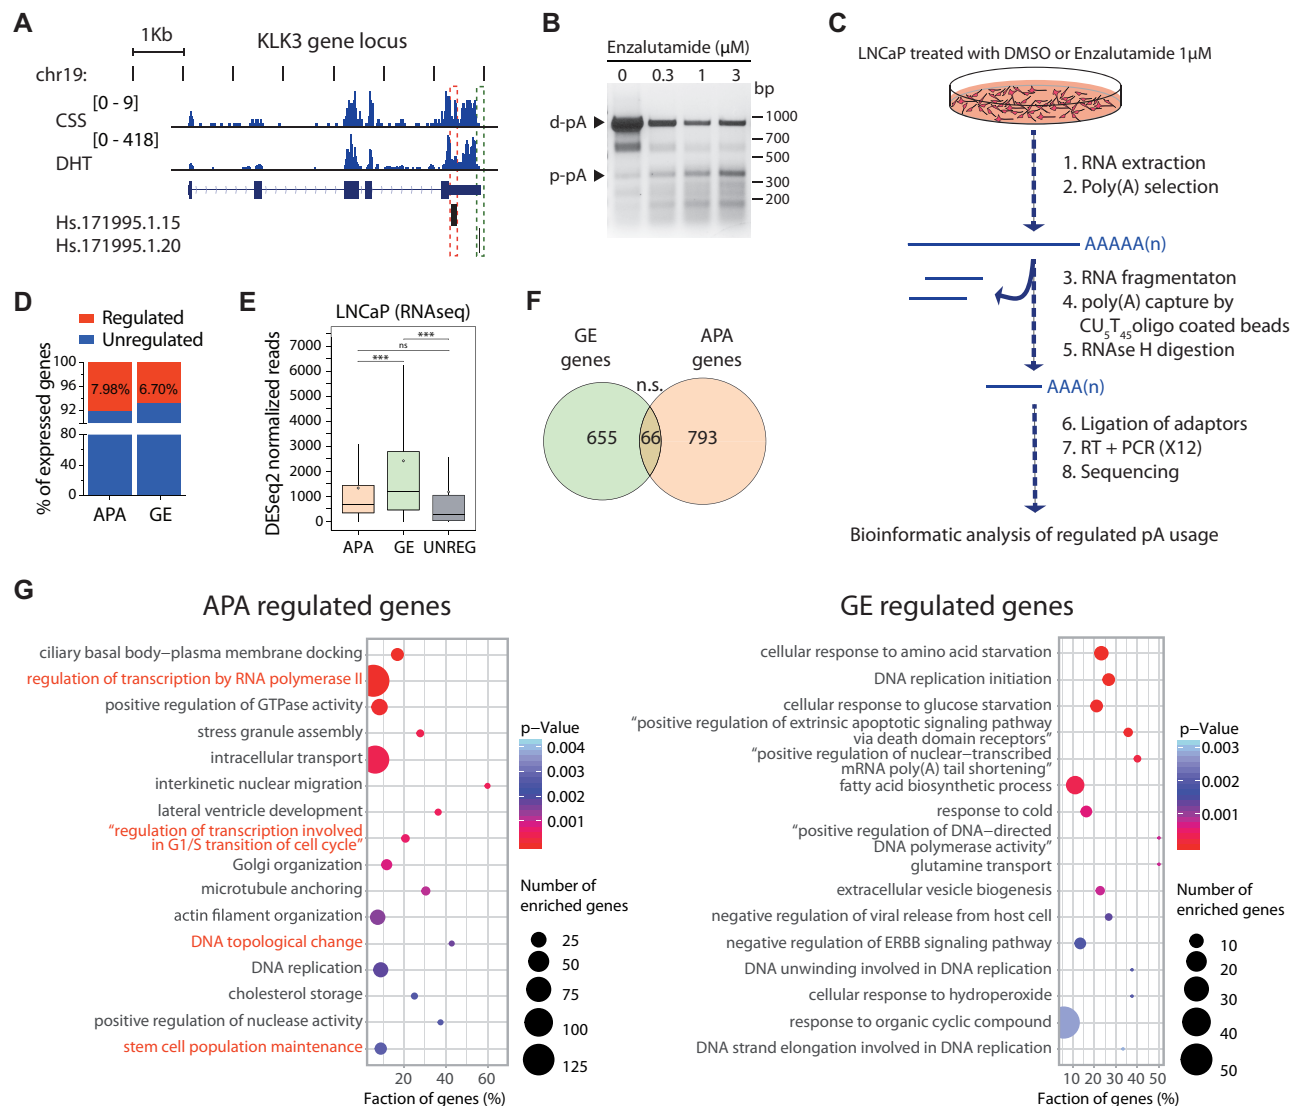 A
1Kb
KLK3 gene locus
chr19:
[0 - 9]
CSS
[0 - 418]
DHT
Hs.171995.1.15
Hs.171995.1.20
B
Enzalutamide (µM)
0 0.3 1 3
bp
d-pA
p-pA
1000
700
500
300
200
C
LNCaP treated with DMSO or Enzalutamide 1µM
1. RNA extraction
2. Poly(A) selection
AAAAA(n)
3. RNA fragmentaton
4. poly(A) capture by
CU5T45oligo coated beads
5. RNAse H digestion
AAA(n)
6. Ligation of adaptors
7. RT + PCR (X12)
8. Sequencing
Bioinformatic analysis of regulated pA usage
D
Regulated
Unregulated
% of expressed genes
100
96
92
80
40
0
7.98%
6.70%
APA GE
E
LNCaP (RNAseq)
DESeq2 normalized reads
7000
6000
5000
4000
3000
2000
1000
0
***
ns
***
APA GE UNREG
F
GE
genes
APA
genes
n.s.
655 66 793
G
APA regulated genes
ciliary basal body−plasma membrane docking
regulation of transcription by RNA polymerase II
positive regulation of GTPase activity
stress granule assembly
intracellular transport
interkinetic nuclear migration
lateral ventricle development
“regulation of transcription involved
in G1/S transition of cell cycle”
Golgi organization
microtubule anchoring
actin filament organization
DNA topological change
DNA replication
cholesterol storage
positive regulation of nuclease activity
stem cell population maintenance
20 40 60
Faction of genes (%)
p−Value
0.004
0.003
0.002
0.001
Number of
enriched genes
25
50
75
100
125
GE regulated genes
cellular response to amino acid starvation
DNA replication initiation
cellular response to glucose starvation
“positive regulation of extrinsic apoptotic signaling pathway
via death domain receptors”
“positive regulation of nuclear−transcribed
mRNA poly(A) tail shortening”
fatty acid biosynthetic process
response to cold
“positive regulation of DNA−directed
DNA polymerase activity”
glutamine transport
extracellular vesicle biogenesis
negative regulation of viral release from host cell
negative regulation of ERBB signaling pathway
DNA unwinding involved in DNA replication
cellular response to hydroperoxide
response to organic cyclic compound
DNA strand elongation involved in DNA replication
10 20 30 40 50
Faction of genes (%)
p−Value
0.003
0.002
0.001
Number of
enriched genes
10
20
30
40
50